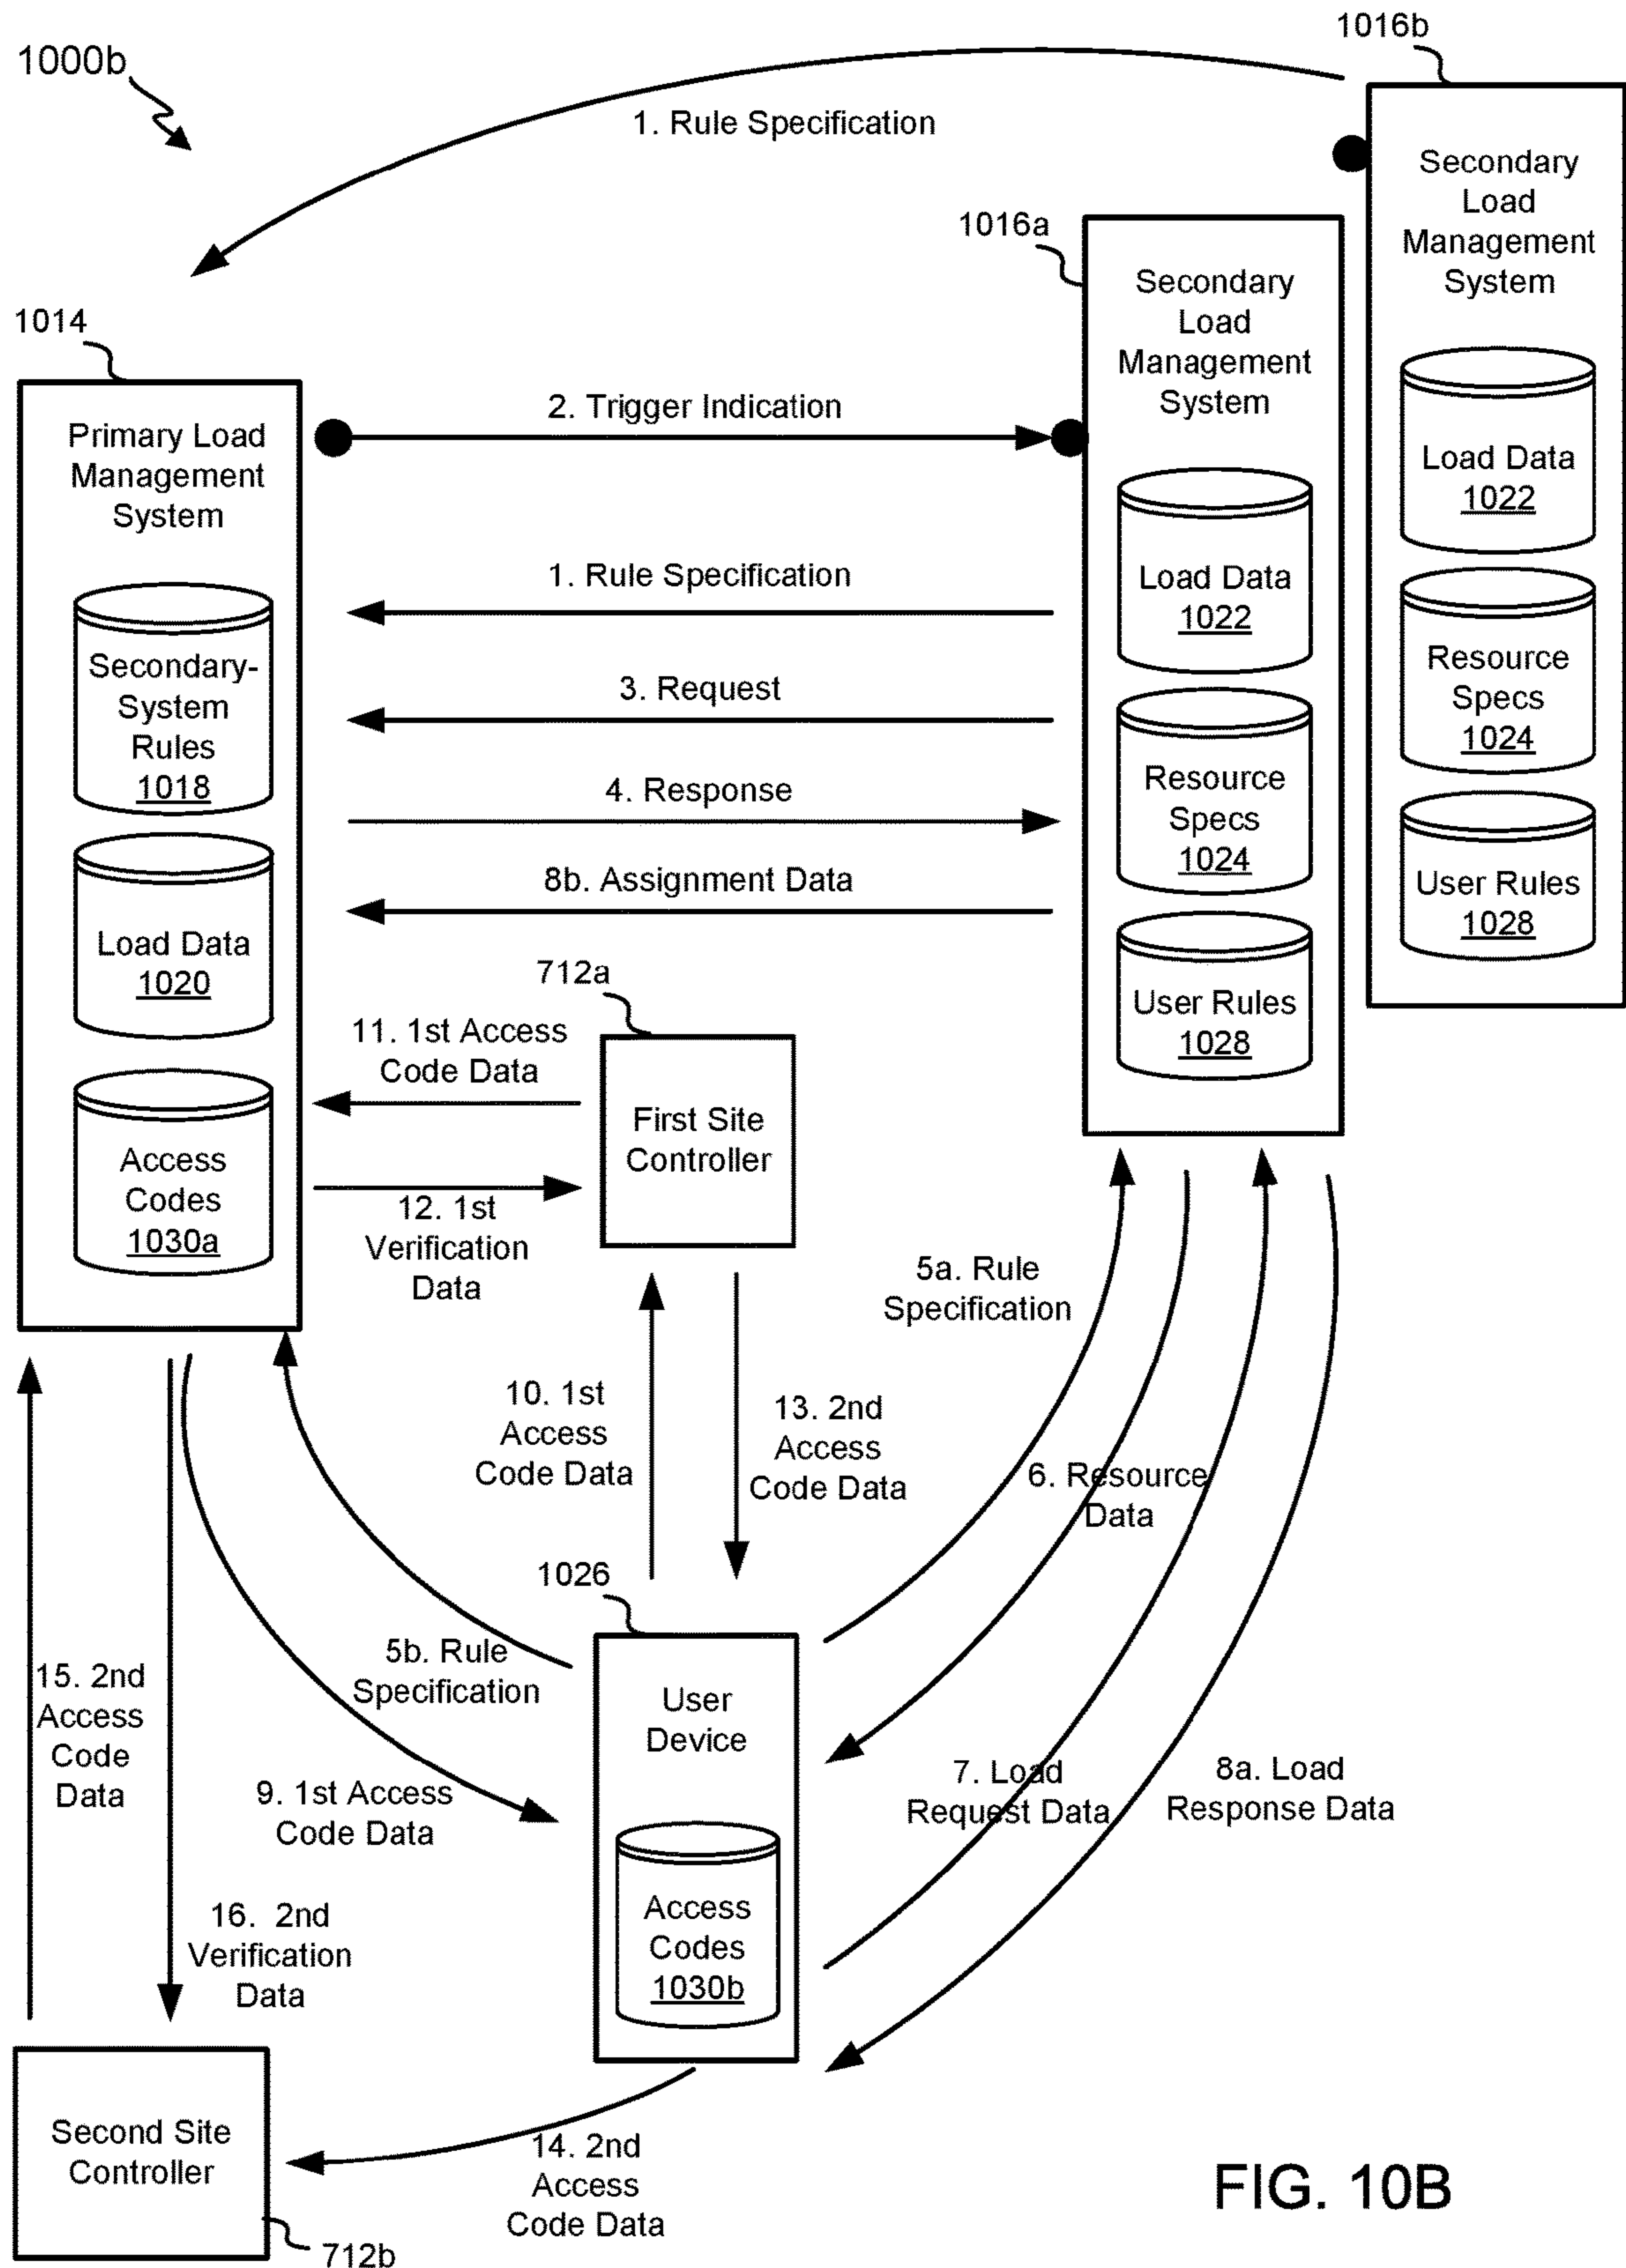 1000b
1016b
1. Rule Specification
Secondary
Load
Management
System
Load Data
1022
Resource
Specs
1024
User Rules
1028
1016a
Secondary
Load
Management
System
Load Data
1022
Resource
Specs
1024
User Rules
1028
1014
Primary Load
Management
System
Secondary-
System
Rules
1018
Load Data
1020
Access
Codes
1030a
2. Trigger Indication
1. Rule Specification
3. Request
4. Response
8b. Assignment Data
712a
11. 1st Access
Code Data
First Site
Controller
12. 1st
Verification
Data
5a. Rule
Specification
10. 1st
Access
Code Data
13. 2nd
Access
Code Data
6. Resource
Data
1026
5b. Rule
Specification
15. 2nd
Access
Code
Data
User
Device
7. Load
Request Data
8a. Load
Response Data
9. 1st Access
Code Data
Access
Codes
1030b
16. 2nd
Verification
Data
Second Site
Controller
14. 2nd
Access
Code Data
712b
FIG. 10B